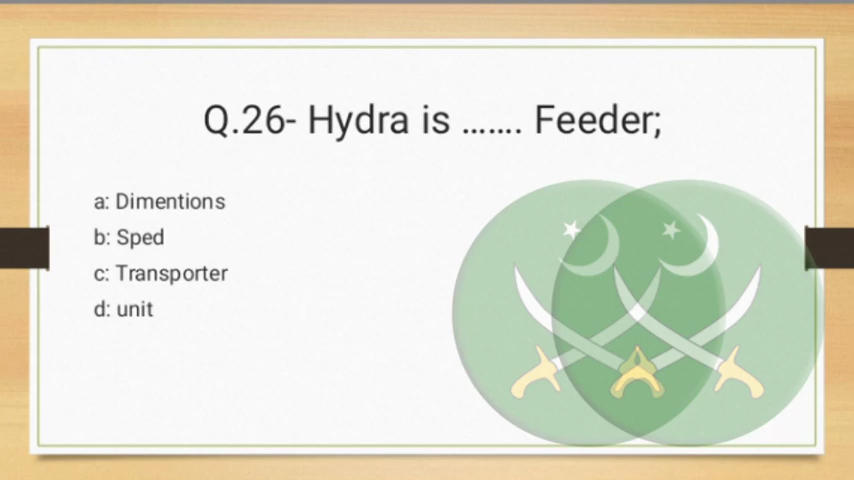 Q.26- Hydra is ....... Feeder;
a: Dimentions
b: Sped
c: Transporter
d: unit